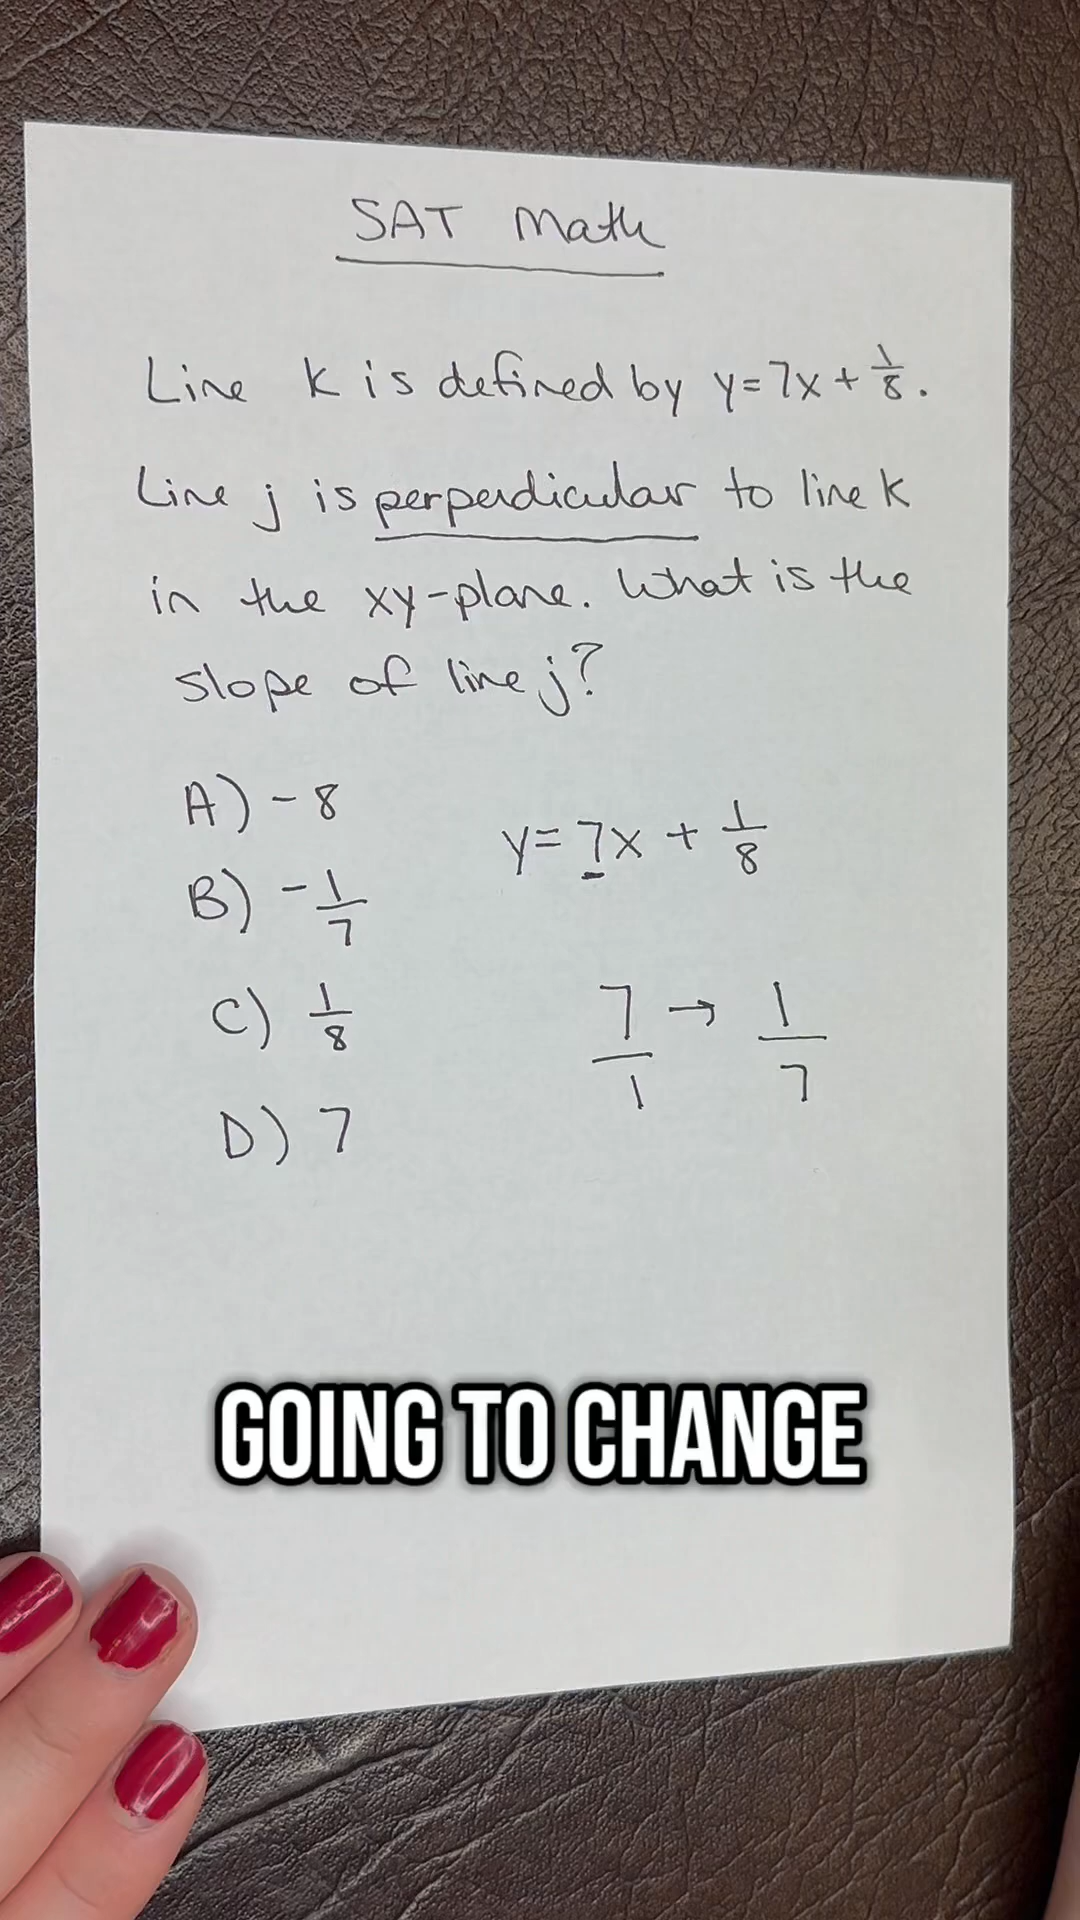 SAT Math
Line k is defined by y=7x+1/8.
Line j is perpendicular to line k
in the xy-plane. What is the
slope of line j?
A) -8
B) -1/7
C) 1/8
D) 7
y=7x + 1/8
7/1 → 1/7
GOING TO CHANGE